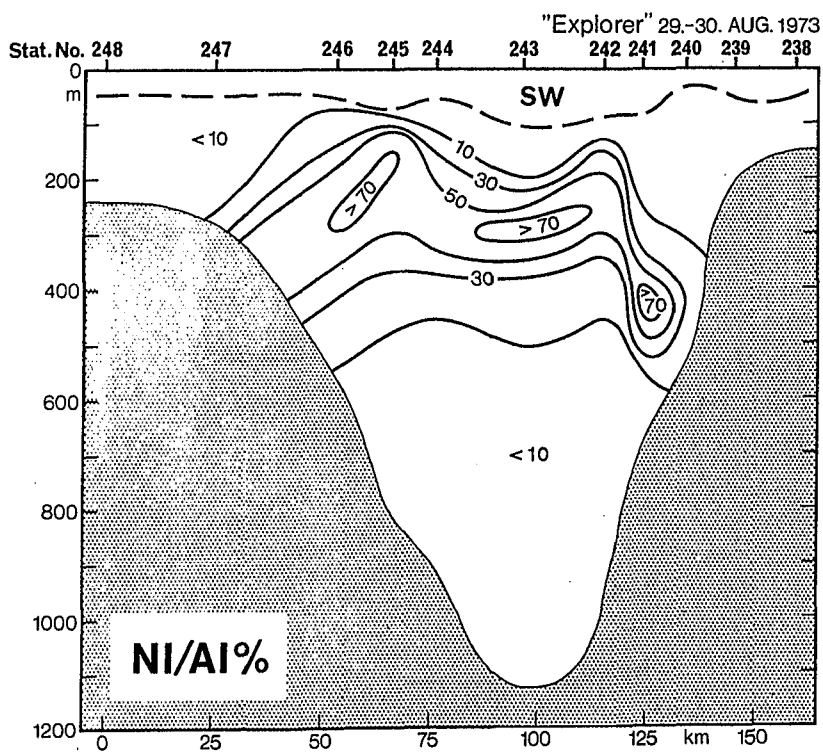 "Explorer" 29.-30. AUG. 1973
Stat. No. 248 247 246 245 244 243 242 241 240 239 238
0
m
SW
<10
10
200
30
50
>70
>70
30
400
>70
600
<10
800
1000
NI/AI%
1200
0 25 50 75 100 125 km 150